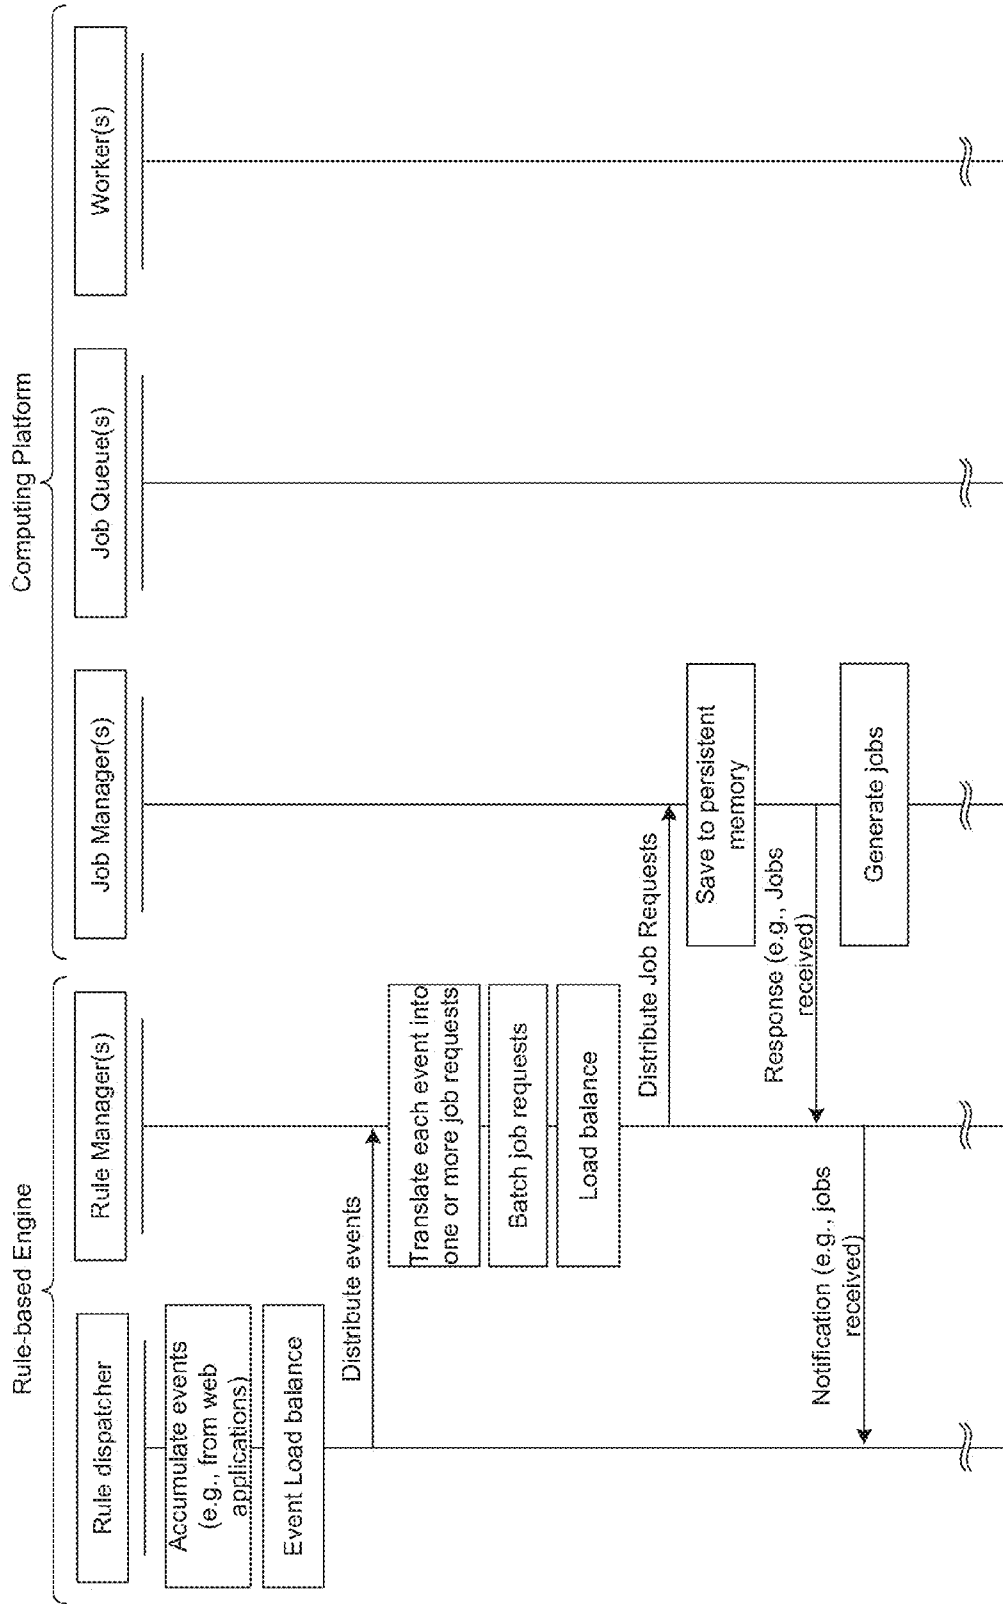 Rule-based Engine
Computing Platform
Rule dispatcher
Rule Manager(s)
Job Manager(s)
Job Queue(s)
Worker(s)
Accumulate events
(e.g., from web
applications)
Event Load balance
Distribute events
Translate each event into
one or more job requests
Batch job requests
Load balance
Distribute Job Requests
Save to persistent
memory
Response (e.g., Jobs
received)
Generate jobs
Notification (e.g., jobs
received)